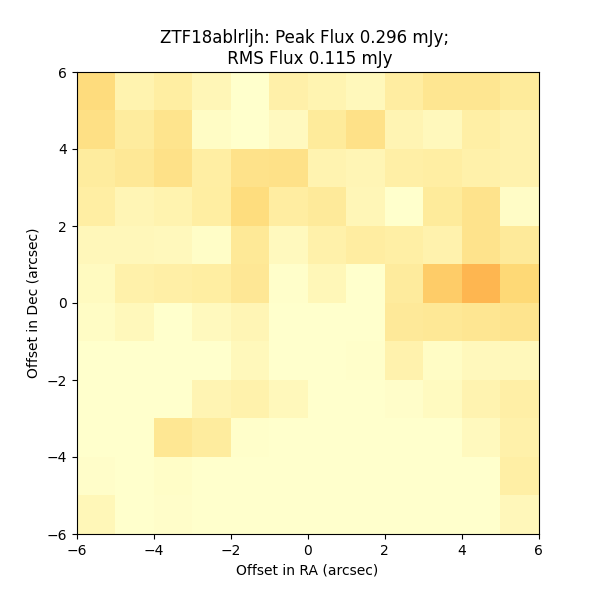 ZTF18ablrljh: Peak Flux 0.296 mJy;
RMS Flux 0.115 mJy
6
4
2
0
−2
−4
−6
Offset in Dec (arcsec)
−6 −4 −2 0 2 4 6
Offset in RA (arcsec)